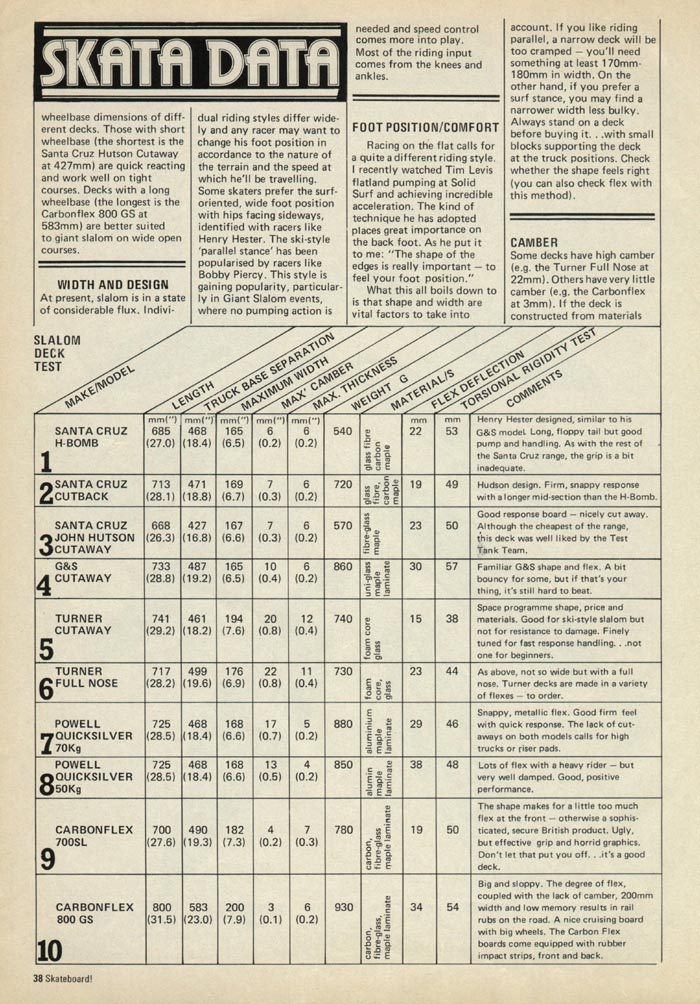 SKATA DATA
wheelbase dimensions of diff-
erent decks. Those with short
wheelbase (the shortest is the
Santa Cruz Hutson Cutaway
at 427mm) are quick reacting
and work well on tight
courses. Decks with a long
wheelbase (the longest is the
Carbonflex 800 GS at
583mm) are better suited
to giant slalom on wide open
courses.
WIDTH AND DESIGN
At present, slalom is in a state
of considerable flux. Indivi-
dual riding styles differ wide-
ly and any racer may want to
change his foot position in
accordance to the nature of
the terrain and the speed at
which he'll be travelling.
Some skaters prefer the surf-
oriented, wide foot position
with hips facing sideways,
identified with racers like
Henry Hester. The ski-style
'parallel stance' has been
popularised by racers like
Bobby Piercy. This style is
gaining popularity, particular-
ly in Giant Slalom events,
where no pumping action is
needed and speed control
comes more into play.
Most of the riding input
comes from the knees and
ankles.
FOOT POSITION/COMFORT
Racing on the flat calls for
a quite a different riding style.
I recently watched Tim Levis
flatland pumping at Solid
Surf and achieving incredible
acceleration. The kind of
technique he has adopted
places great importance on
the back foot. As he put it
to me: "The shape of the
edges is really important — to
feel your foot position."
What this all boils down to
is that shape and width are
vital factors to take into
account. If you like riding
parallel, a narrow deck will be
too cramped — you'll need
something at least 170mm-
180mm in width. On the
other hand, if you prefer a
surf stance, you may find a
narrower width less bulky.
Always stand on a deck
before buying it. . .with small
blocks supporting the deck
at the truck positions. Check
whether the shape feels right
(you can also check flex with
this method).
CAMBER
Some decks have high camber
(e.g. the Turner Full Nose at
22mm). Others have very little
camber (e.g. the Carbonflex
at 3mm). If the deck is
constructed from materials
SLALOM
DECK
TEST
MAKE/MODEL
LENGTH
TRUCK BASE SEPARATION
MAXIMUM WIDTH
MAX' CAMBER
MAX. THICKNESS
WEIGHT G
MATERIAL/S
FLEX DEFLECTION
TORSIONAL RIGIDITY TEST
COMMENTS
mm(") mm(") mm(") mm(") mm(") mm mm
1 SANTA CRUZ
H-BOMB
685 468 165 6 6 540 22 53
(27.0) (18.4) (6.5) (0.2) (0.2)
glass fibre
carbon
maple
Henry Hester designed, similar to his
G&S model. Long, floppy tail but good
pump and handling. As with the rest of
the Santa Cruz range, the grip is a bit
inadequate.
2 SANTA CRUZ
CUTBACK
713 471 169 7 6 720 19 49
(28.1) (18.8) (6.7) (0.3) (0.2)
glass
fibre,
carbon
maple
Hudson design. Firm, snappy response
with a longer mid-section than the H-Bomb.
3 SANTA CRUZ
JOHN HUTSON
CUTAWAY
668 427 167 7 6 570 23 50
(26.3) (16.8) (6.6) (0.3) (0.2)
fibre-glass
maple
Good response board — nicely cut away.
Although the cheapest of the range,
this deck was well liked by the Test
Tank Team.
4 G&S
CUTAWAY
733 487 165 10 6 860 30 57
(28.8) (19.2) (6.5) (0.4) (0.2)
uni-glass
maple
laminate
Familiar G&S shape and flex. A bit
bouncy for some, but if that's your
thing, it's still hard to beat.
5 TURNER
CUTAWAY
741 461 194 20 12 740 15 38
(29.2) (18.2) (7.6) (0.8) (0.4)
foam core
glass
Space programme shape, price and
materials. Good for ski-style slalom but
not for resistance to damage. Finely
tuned for fast response handling. . .not
one for beginners.
6 TURNER
FULL NOSE
717 499 176 22 11 730 23 44
(28.2) (19.6) (6.9) (0.8) (0.4)
foam
core,
glass
As above, not so wide but with a full
nose. Turner decks are made in a variety
of flexes — to order.
7 POWELL
QUICKSILVER
70Kg
725 468 168 17 5 880 29 46
(28.5) (18.4) (6.6) (0.7) (0.2)
aluminium
maple
laminate
Snappy, metallic flex. Good firm feel
with quick response. The lack of cut-
aways on both models calls for high
trucks or riser pads.
8 POWELL
QUICKSILVER
50Kg
725 468 168 13 4 850 38 48
(28.5) (18.4) (6.6) (0.5) (0.2)
alumin
maple
laminate
Lots of flex with a heavy rider — but
very well damped. Good, positive
performance.
9 CARBONFLEX
700SL
700 490 182 4 7 780 19 50
(27.6) (19.3) (7.3) (0.2) (0.3)
carbon,
fibre-glass
maple laminate
The shape makes for a little too much
flex at the front — otherwise a sophis-
ticated, secure British product. Ugly,
but effective grip and horrid graphics.
Don't let that put you off. . .it's a good
deck.
10 CARBONFLEX
800 GS
800 583 200 3 6 930 34 54
(31.5) (23.0) (7.9) (0.1) (0.2)
carbon,
fibre-glass,
maple laminate
Big and sloppy. The degree of flex,
coupled with the lack of camber, 200mm
width and low memory results in rail
rubs on the road. A nice cruising board
with big wheels. The Carbon Flex
boards come equipped with rubber
impact strips, front and back.
38 Skateboard!